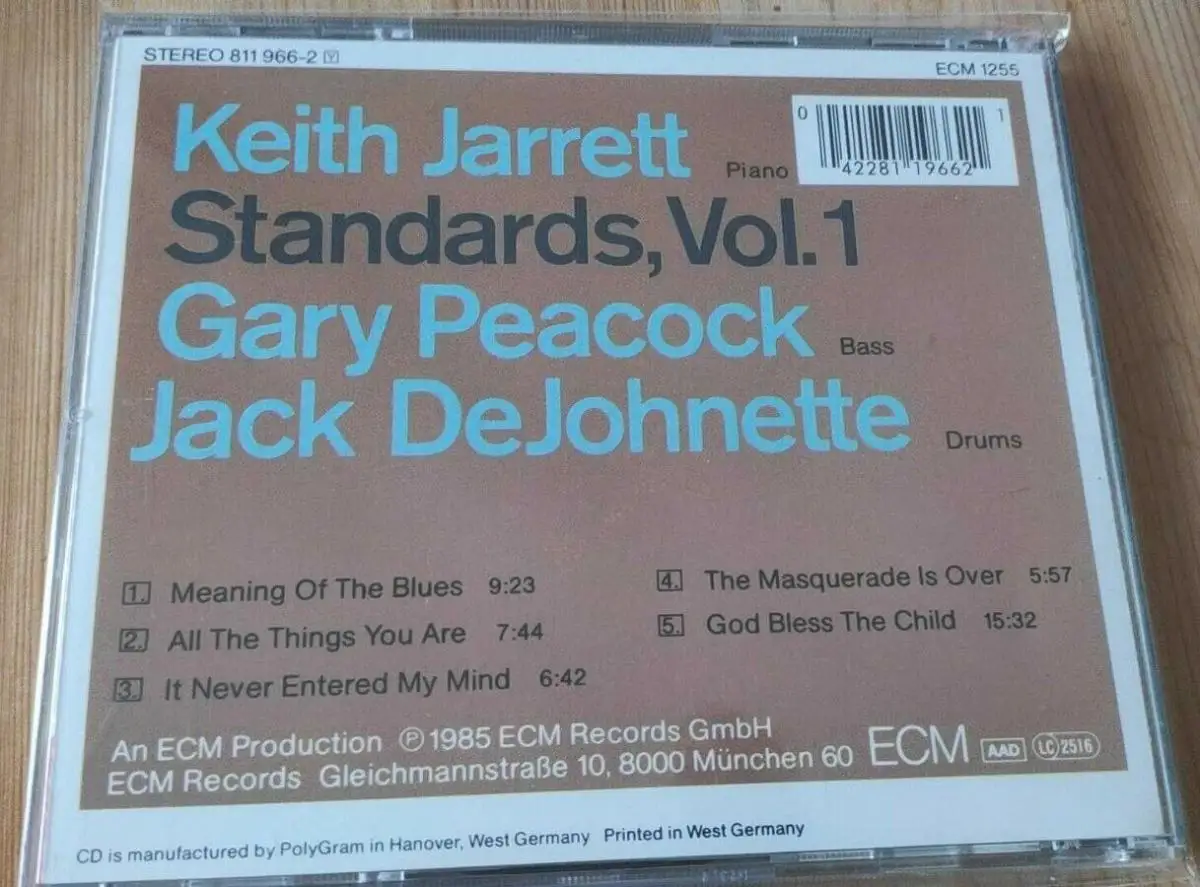 STEREO 811 966-2 Y
ECM 1255
0 42281 19662 1
Keith Jarrett Piano
Standards, Vol. 1
Gary Peacock Bass
Jack DeJohnette Drums
1. Meaning Of The Blues 9:23
2. All The Things You Are 7:44
3. It Never Entered My Mind 6:42
4. The Masquerade Is Over 5:57
5. God Bless The Child 15:32
An ECM Production ℗ 1985 ECM Records GmbH
ECM Records Gleichmannstraße 10, 8000 München 60
ECM AAD LC 2516
CD is manufactured by PolyGram in Hanover, West Germany Printed in West Germany